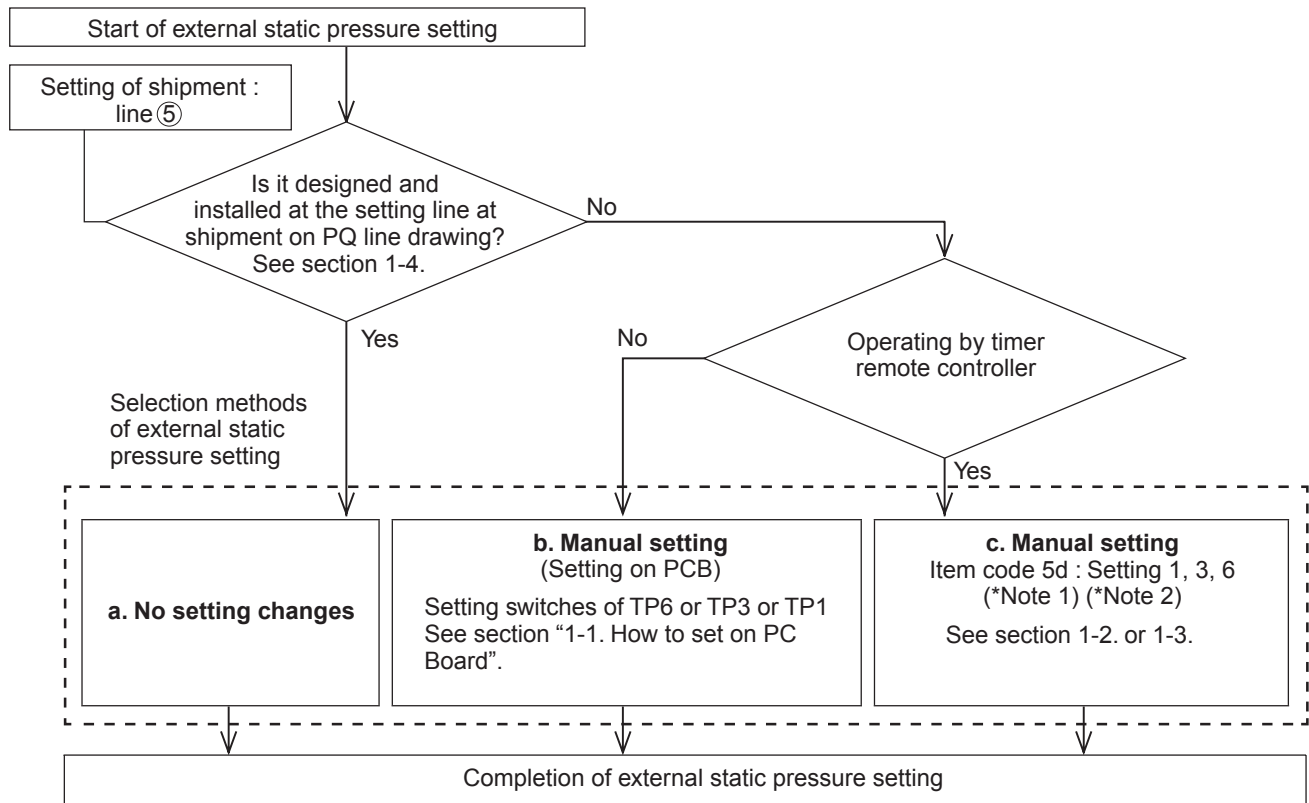 Start of external static pressure setting
Setting of shipment :
line ⑤
Is it designed and
installed at the setting line at
shipment on PQ line drawing?
See section 1-4.
No
Yes
Operating by timer
remote controller
No
Yes
Selection methods
of external static
pressure setting
a. No setting changes
b. Manual setting
(Setting on PCB)
Setting switches of TP6 or TP3 or TP1
See section “1-1. How to set on PC
Board”.
c. Manual setting
Item code 5d : Setting 1, 3, 6
(*Note 1) (*Note 2)
See section 1-2. or 1-3.
Completion of external static pressure setting